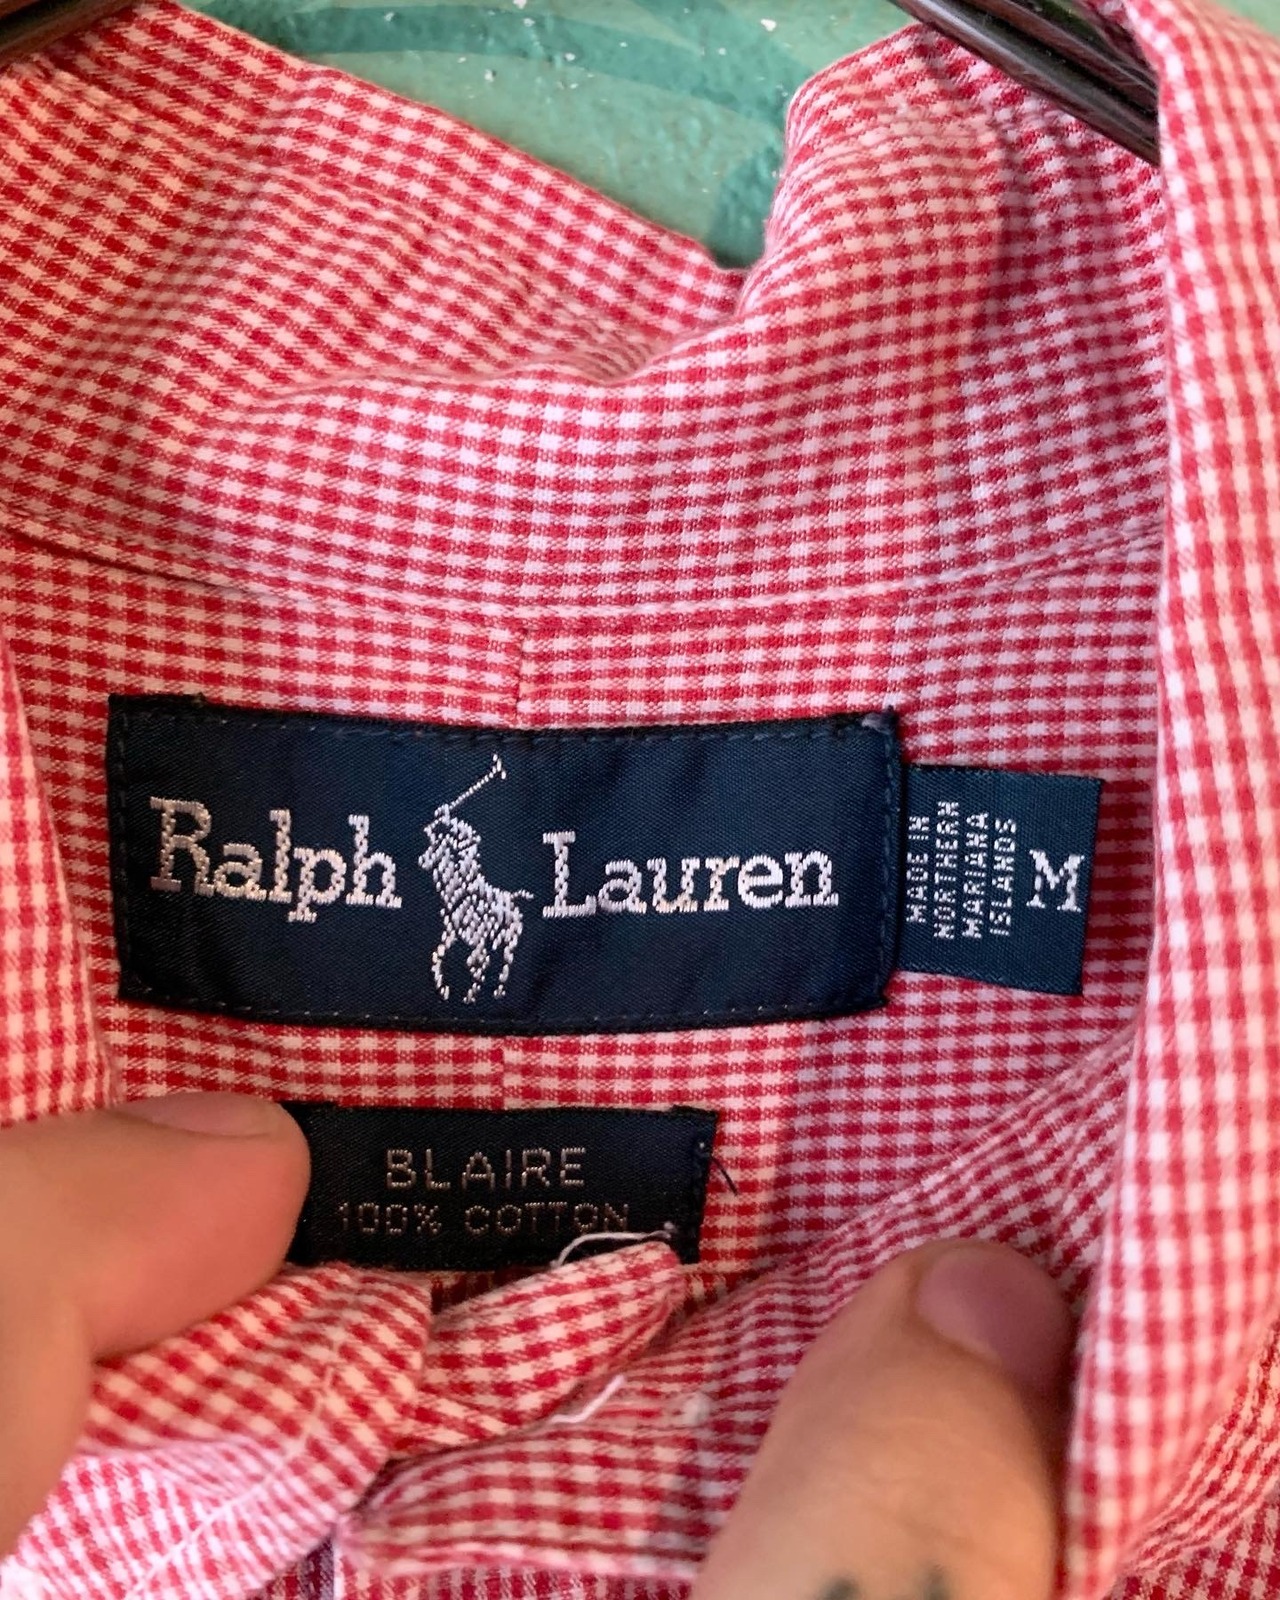 Ralph Lauren
MADE IN
NORTHERN
MARIANA
ISLANDS
M
BLAIRE
100% COTTON